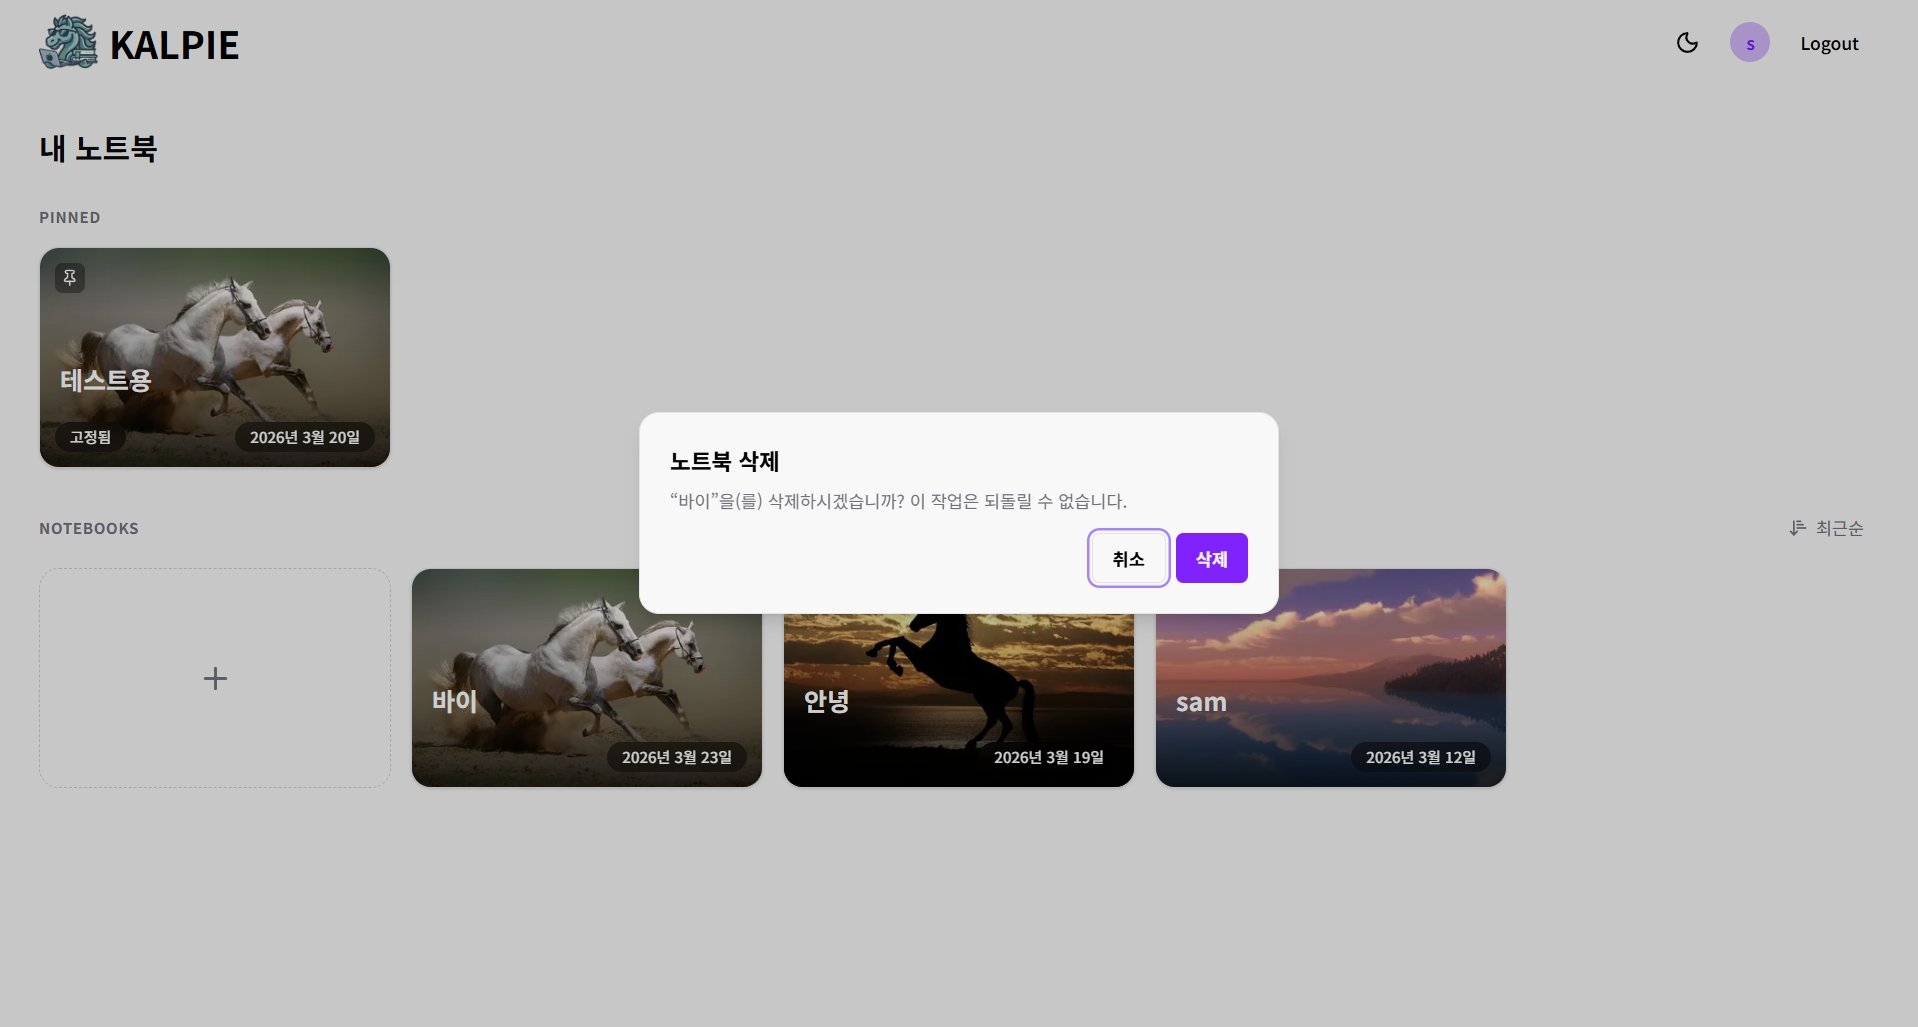 KALPIE
s
Logout
내 노트북
PINNED
테스트용
고정됨
2026년 3월 20일
노트북 삭제
“바이”을(를) 삭제하시겠습니까? 이 작업은 되돌릴 수 없습니다.
취소
삭제
NOTEBOOKS
최근순
바이
2026년 3월 23일
안녕
2026년 3월 19일
sam
2026년 3월 12일